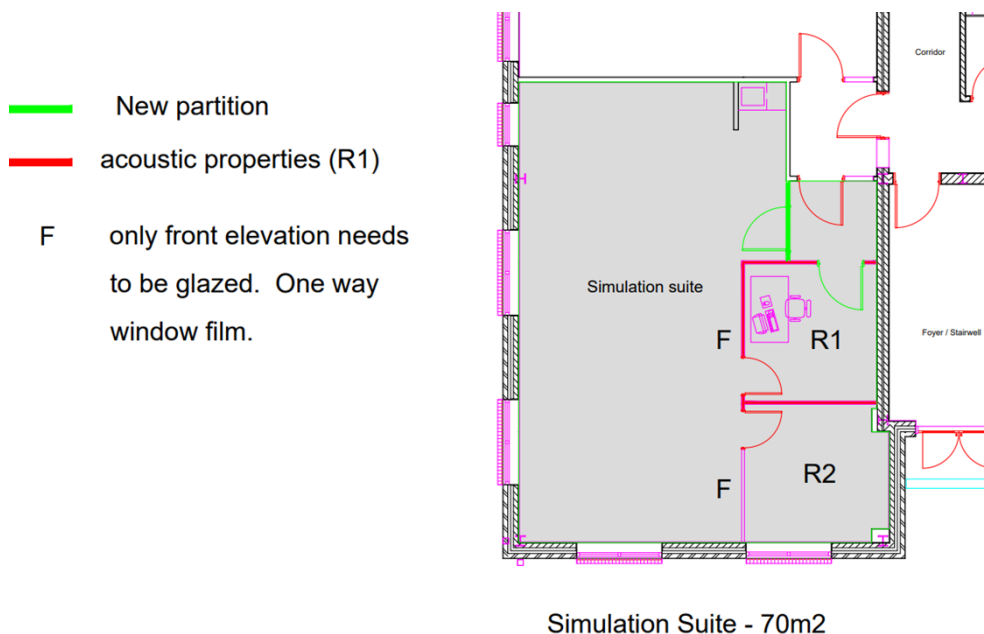 New partition
acoustic properties (R1)
F only front elevation needs
to be glazed. One way
window film.
Corridor
Simulation suite
F
R1
Foyer / Stairwell
F
R2
Simulation Suite - 70m2